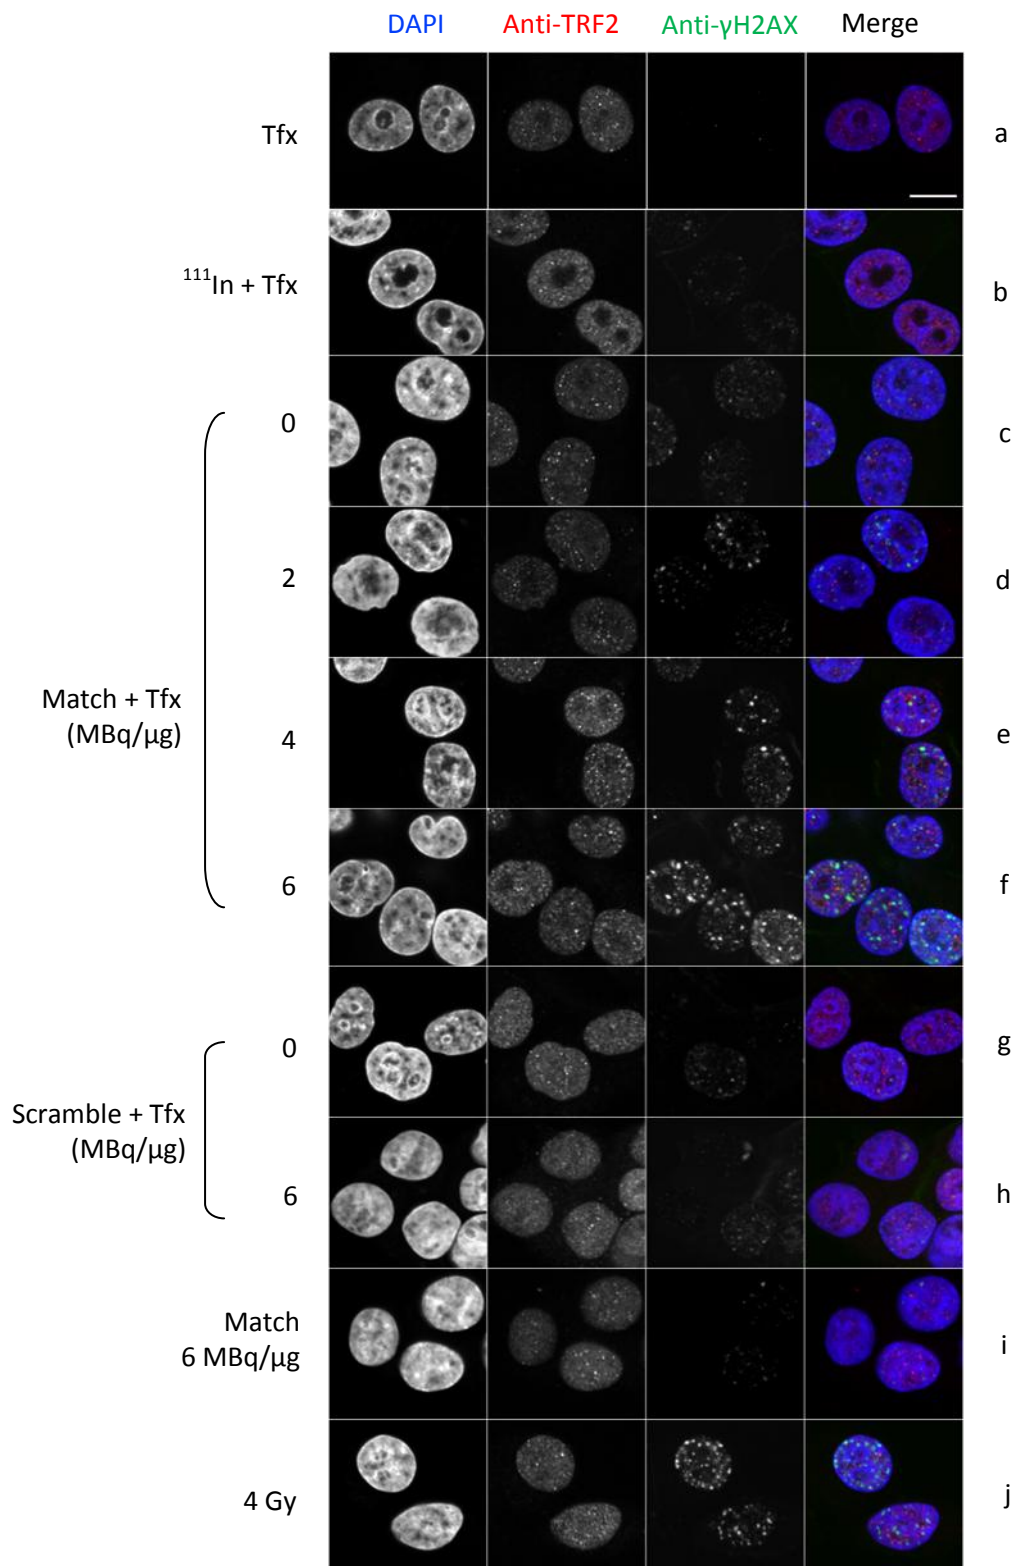 DAPI Anti-TRF2 Anti-γH2AX Merge
Tfx a
¹¹¹In + Tfx b
0 c
2 d
Match + Tfx
(MBq/μg)
4 e
6 f
0 g
Scramble + Tfx
(MBq/μg)
6 h
Match
6 MBq/μg i
4 Gy j